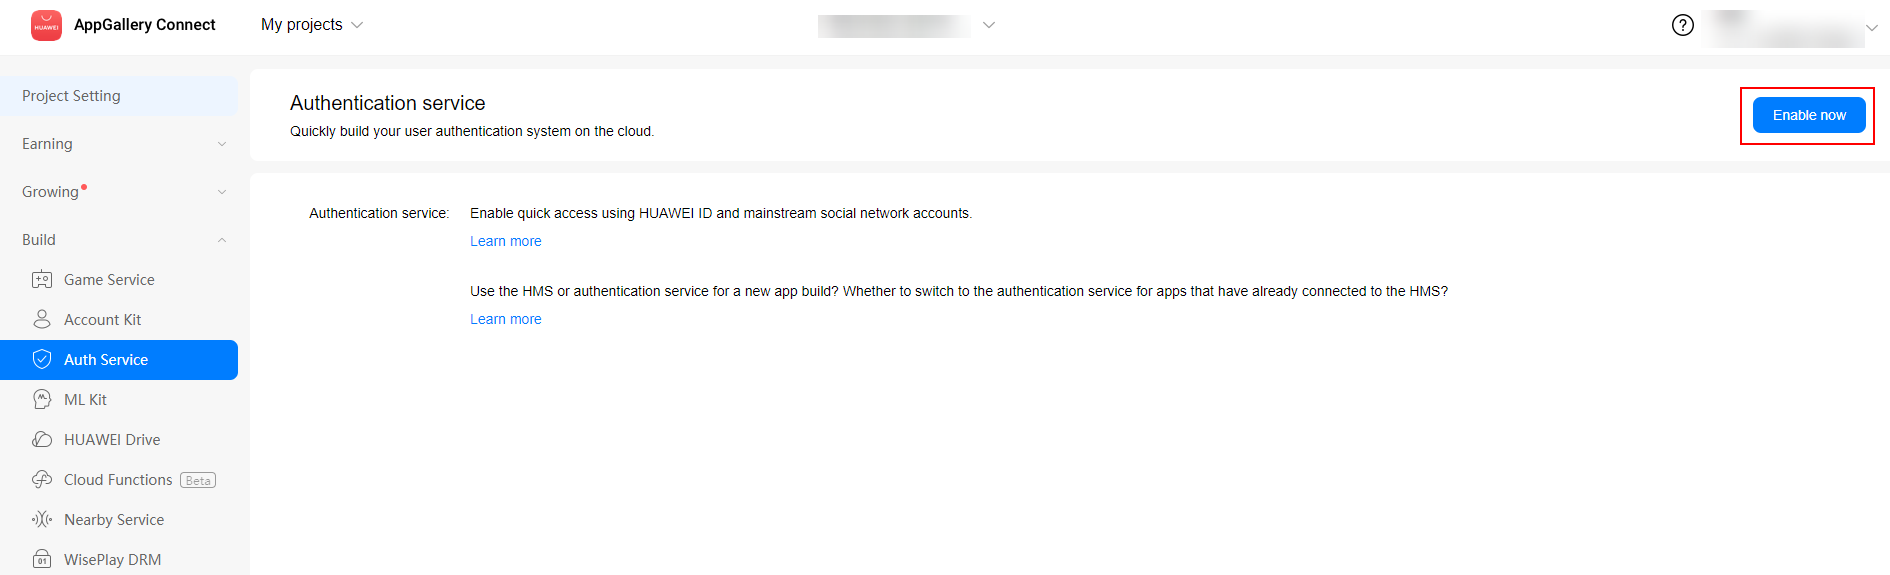 HUAWEI
AppGallery Connect
My projects
Project Setting
Earning
Growing
Build
Game Service
Account Kit
Auth Service
ML Kit
HUAWEI Drive
Cloud Functions Beta
Nearby Service
01
WisePlay DRM
Authentication service
Quickly build your user authentication system on the cloud.
Enable now
Authentication service: Enable quick access using HUAWEI ID and mainstream social network accounts.
Learn more
Use the HMS or authentication service for a new app build? Whether to switch to the authentication service for apps that have already connected to the HMS?
Learn more